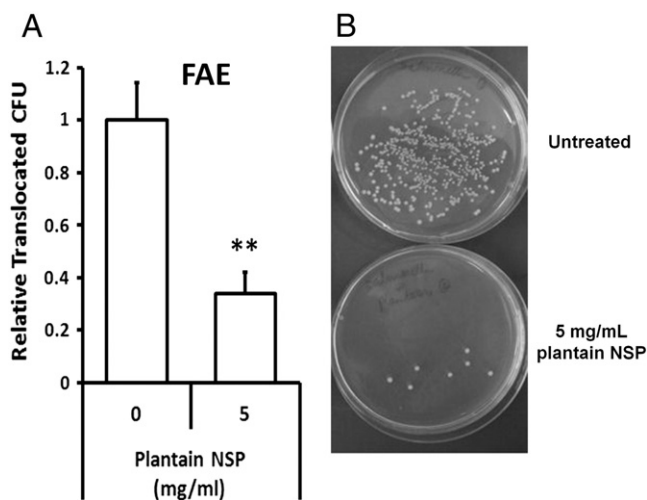 A
FAE
Relative Translocated CFU
1.2
1
0.8
0.6
0.4
0.2
0
**
0
5
Plantain NSP
(mg/ml)
B
Untreated
5 mg/mL
plantain NSP